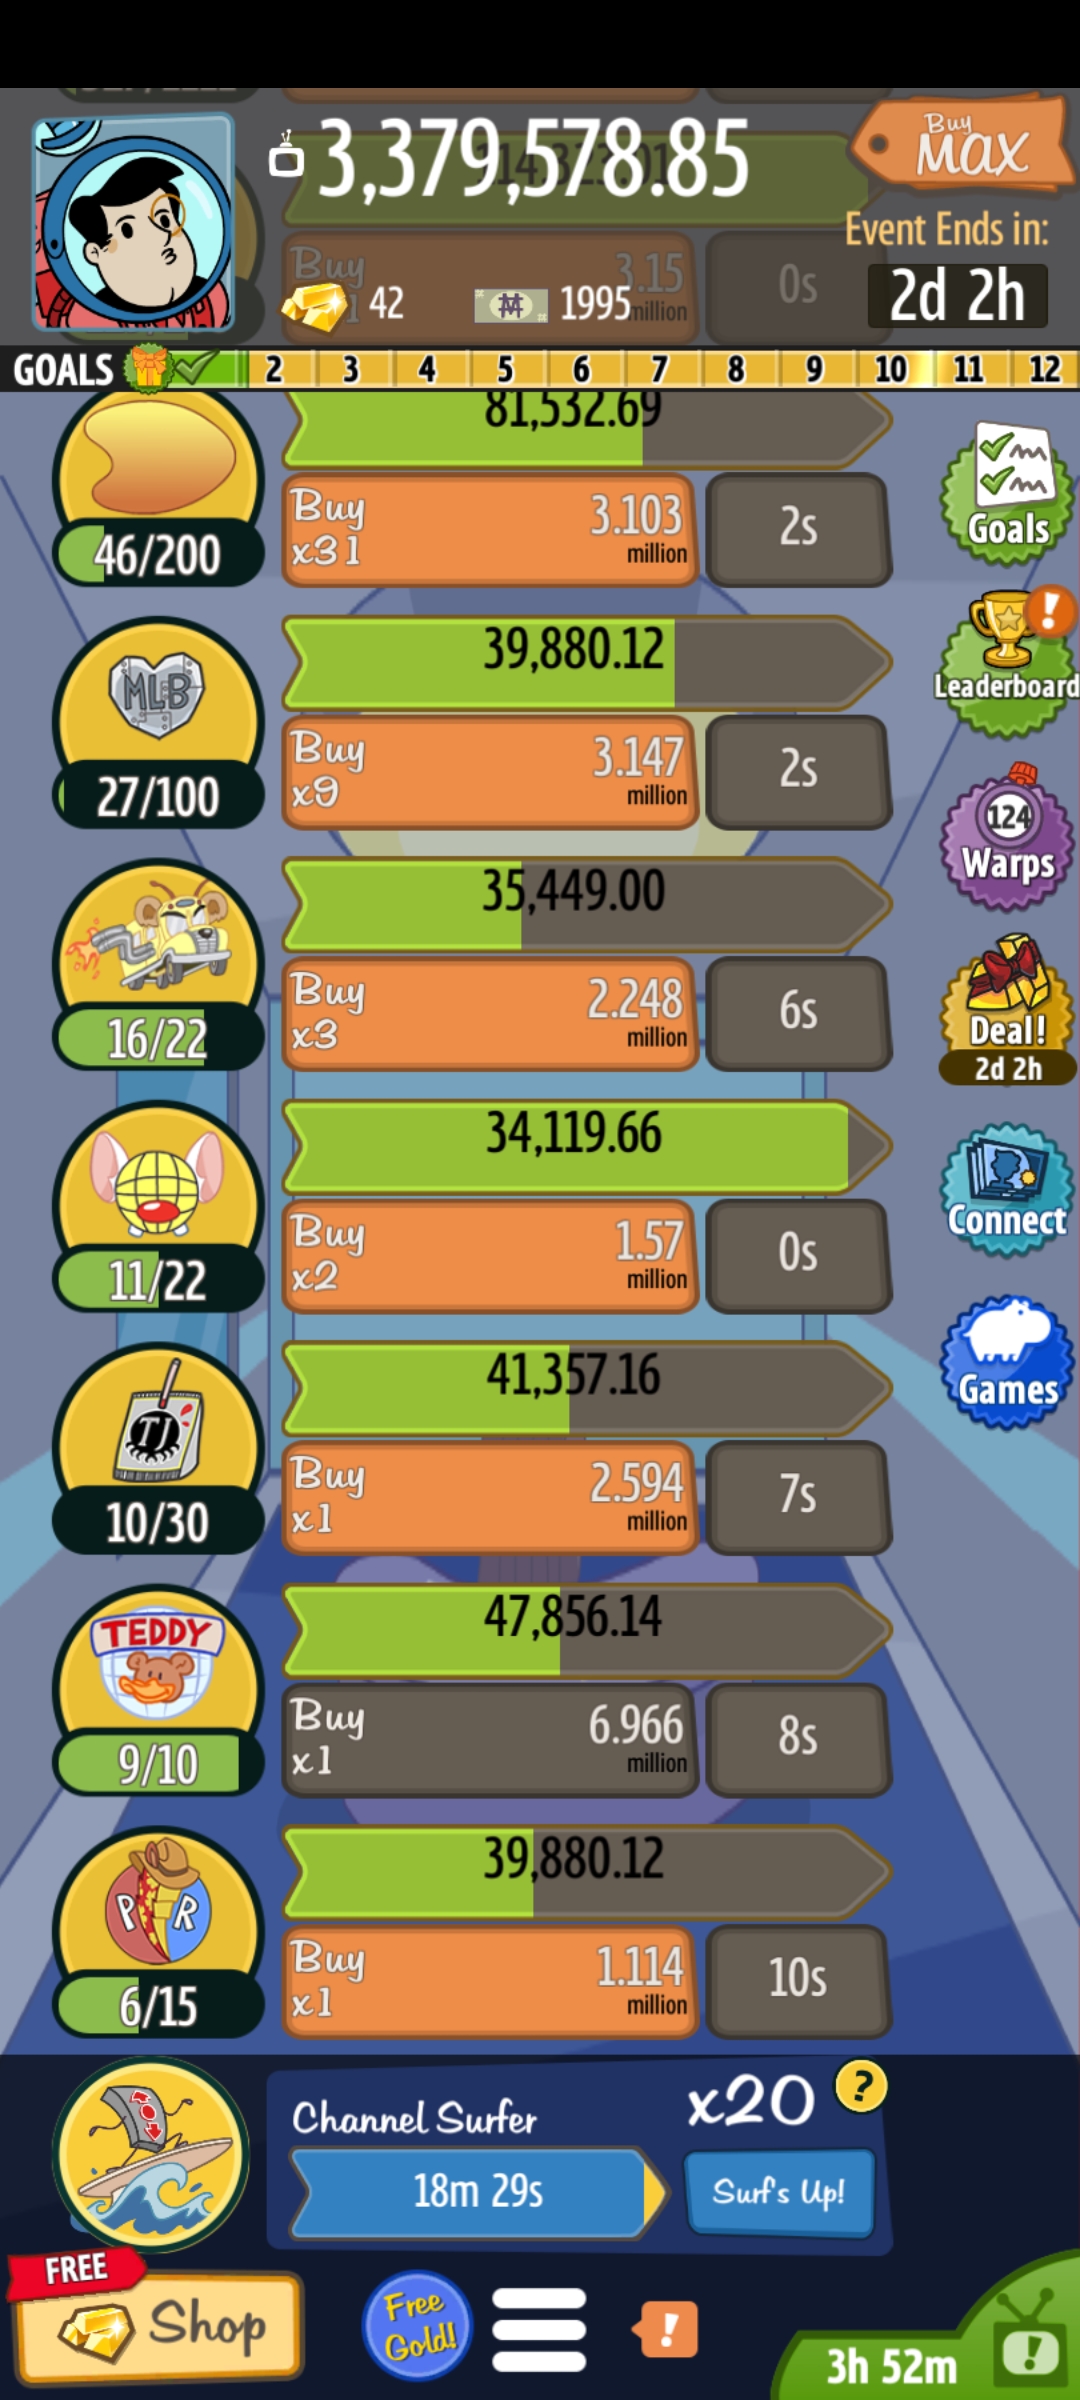 3,379,578.85
Buy
MAX
Event Ends in:
2d 2h
Buy
3.15
million
0s
42
1995
GOALS 2 3 4 5 6 7 8 9 10 11 12
81,532.69
46/200
Buy
x31
3.103
million
2s
Goals
39,880.12
MLB
27/100
Buy
x9
3.147
million
2s
Leaderboard
124
Warps
35,449.00
16/22
Buy
x3
2.248
million
6s
Deal!
2d 2h
34,119.66
11/22
Buy
x2
1.57
million
0s
Connect
41,357.16
TJ
10/30
Buy
x1
2.594
million
7s
Games
47,856.14
TEDDY
9/10
Buy
x1
6.966
million
8s
39,880.12
P R
6/15
Buy
x1
1.114
million
10s
Channel Surfer
x20
?
18m 29s
Surf's Up!
FREE
Shop
Free
Gold!
!
3h 52m
!